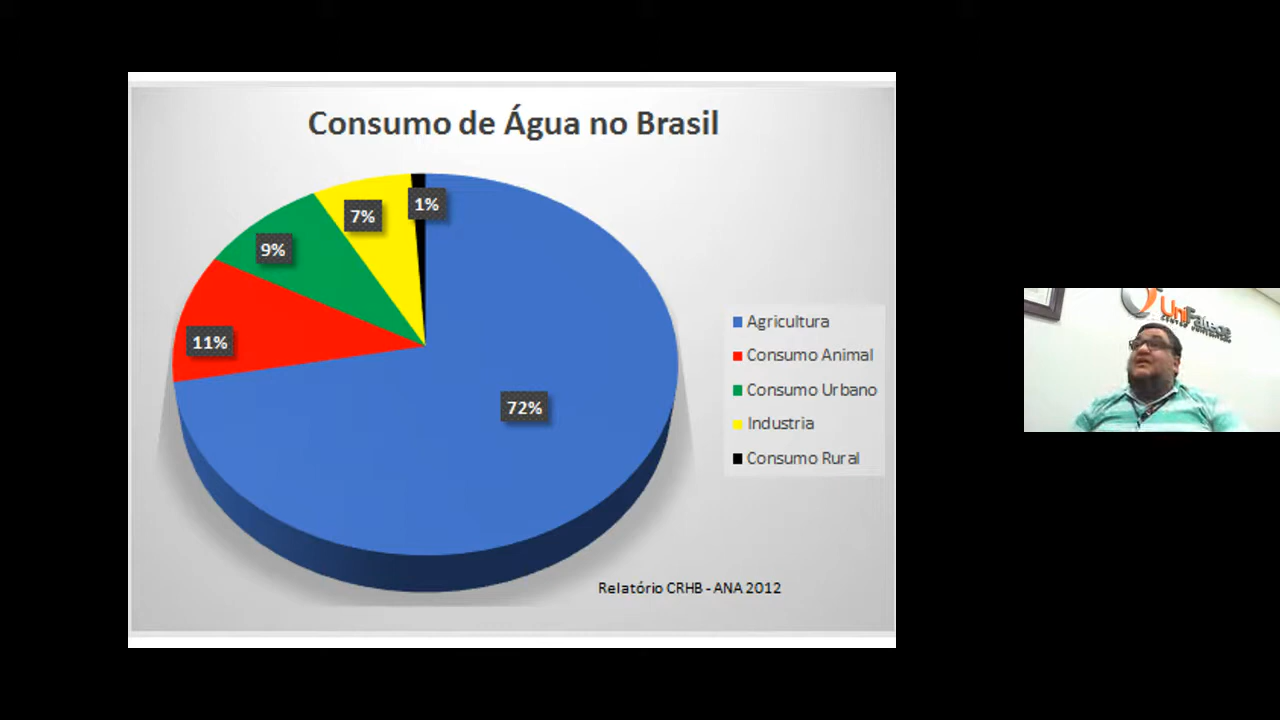 Consumo de Água no Brasil
1%
7%
9%
11%
72%
Agricultura
Consumo Animal
Consumo Urbano
Industria
Consumo Rural
Relatório CRHB - ANA 2012